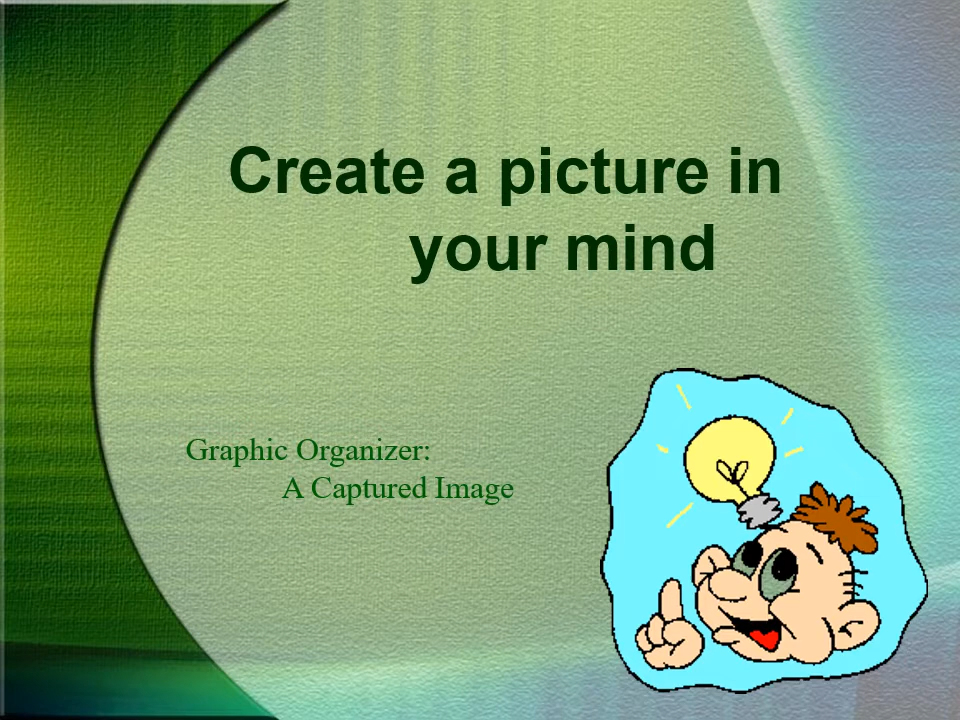 Create a picture in
your mind
Graphic Organizer:
A Captured Image